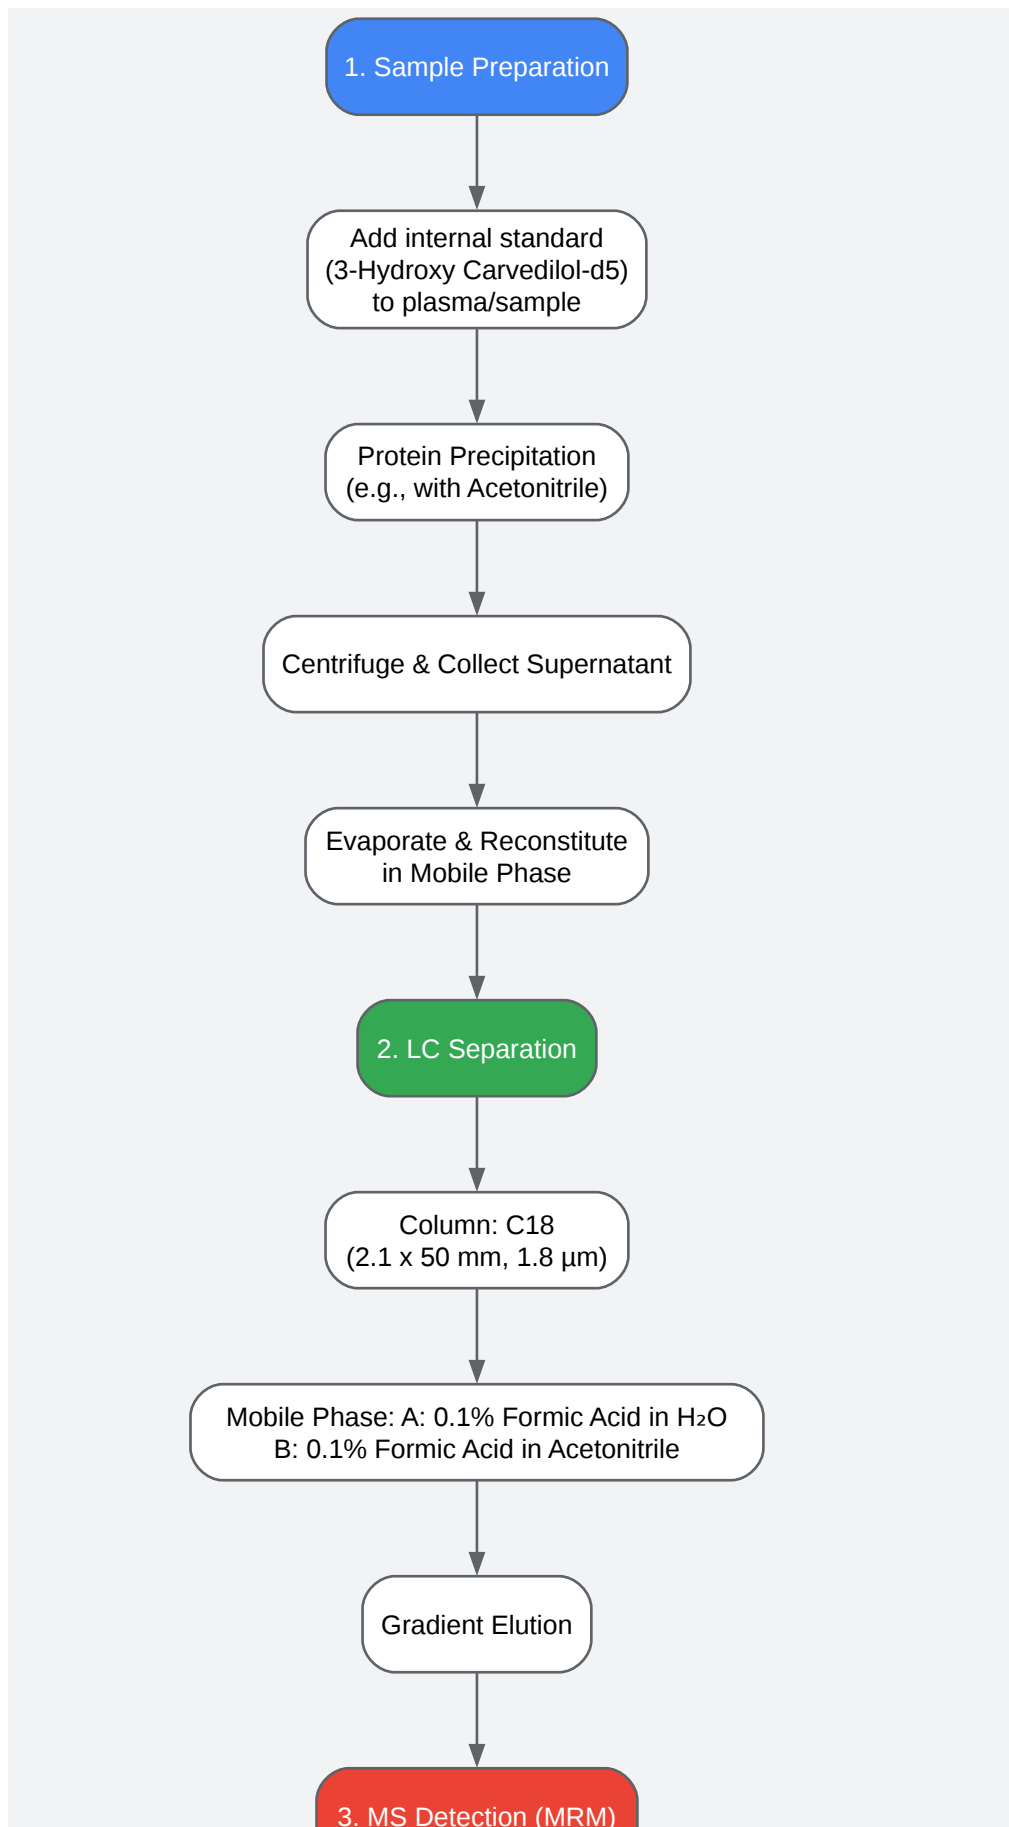 1. Sample Preparation
Add internal standard
(3-Hydroxy Carvedilol-d5)
to plasma/sample
Protein Precipitation
(e.g., with Acetonitrile)
Centrifuge & Collect Supernatant
Evaporate & Reconstitute
in Mobile Phase
2. LC Separation
Column: C18
(2.1 x 50 mm, 1.8 µm)
Mobile Phase: A: 0.1% Formic Acid in H₂O
B: 0.1% Formic Acid in Acetonitrile
Gradient Elution
3. MS Detection (MRM)